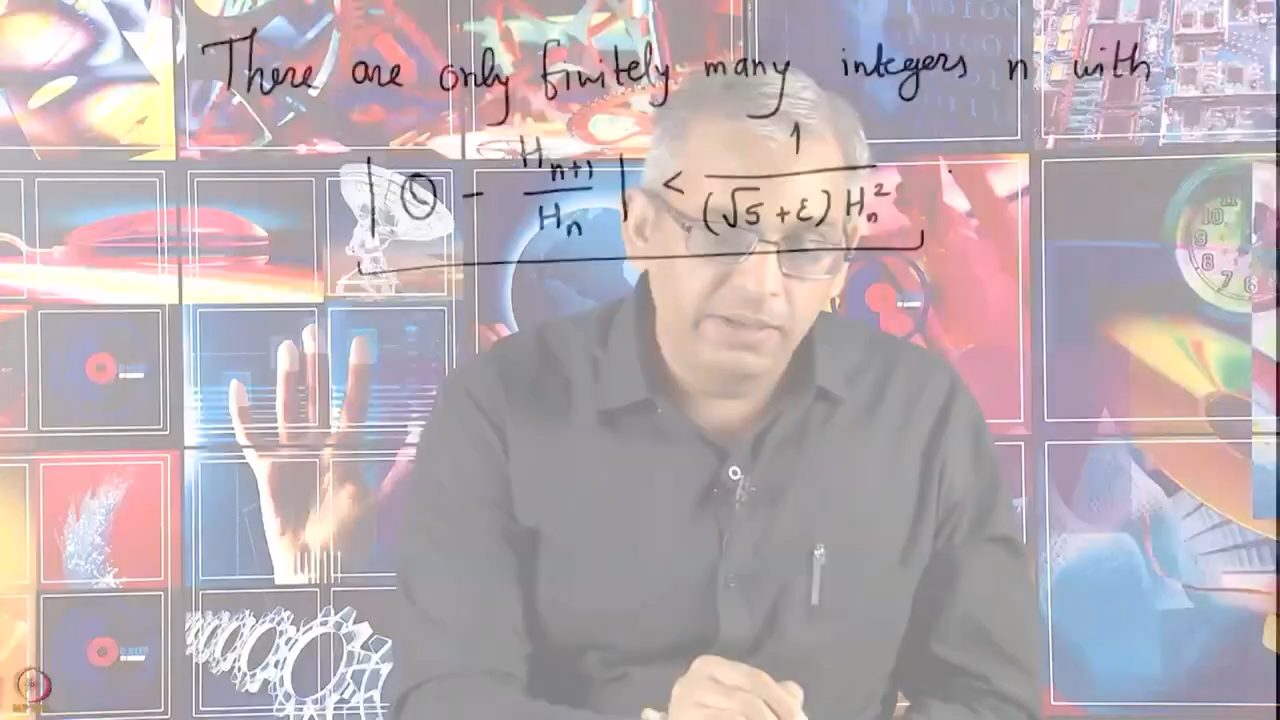 There are only finitely many integers n with
| Θ - H_{n+1} / H_n | < 1 / ((√5 + ε) H_n^2)